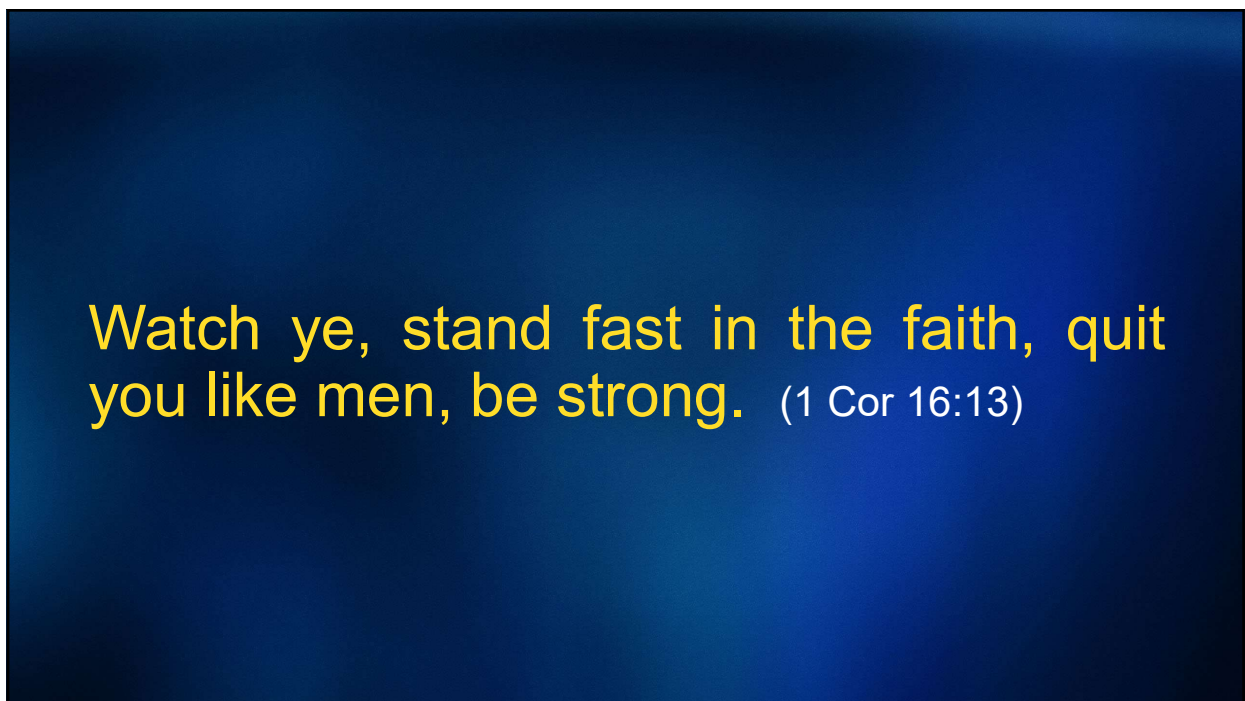 Watch ye, stand fast in the faith, quit
you like men, be strong. (1 Cor 16:13)